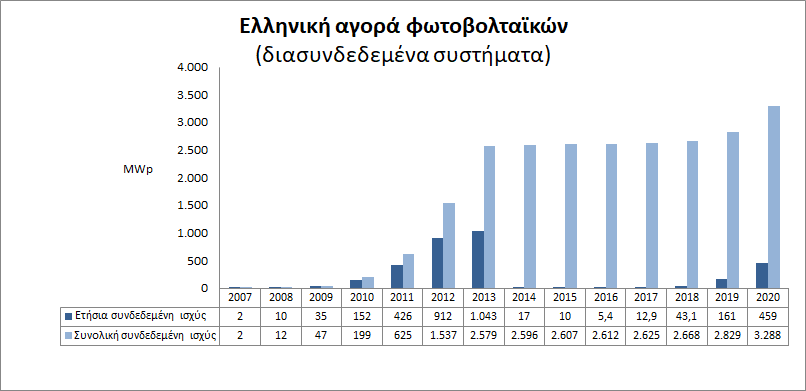 Ελληνική αγορά φωτοβολταϊκών
(διασυνδεδεμένα συστήματα)
4.000
3.500
3.000
2.500
MWp
2.000
1.500
1.000
500
0
2007 2008 2009 2010 2011 2012 2013 2014 2015 2016 2017 2018 2019 2020
Ετήσια συνδεδεμένη ισχύς 2 10 35 152 426 912 1.043 17 10 5,4 12,9 43,1 161 459
Συνολική συνδεδεμένη ισχύς 2 12 47 199 625 1.537 2.579 2.596 2.607 2.612 2.625 2.668 2.829 3.288